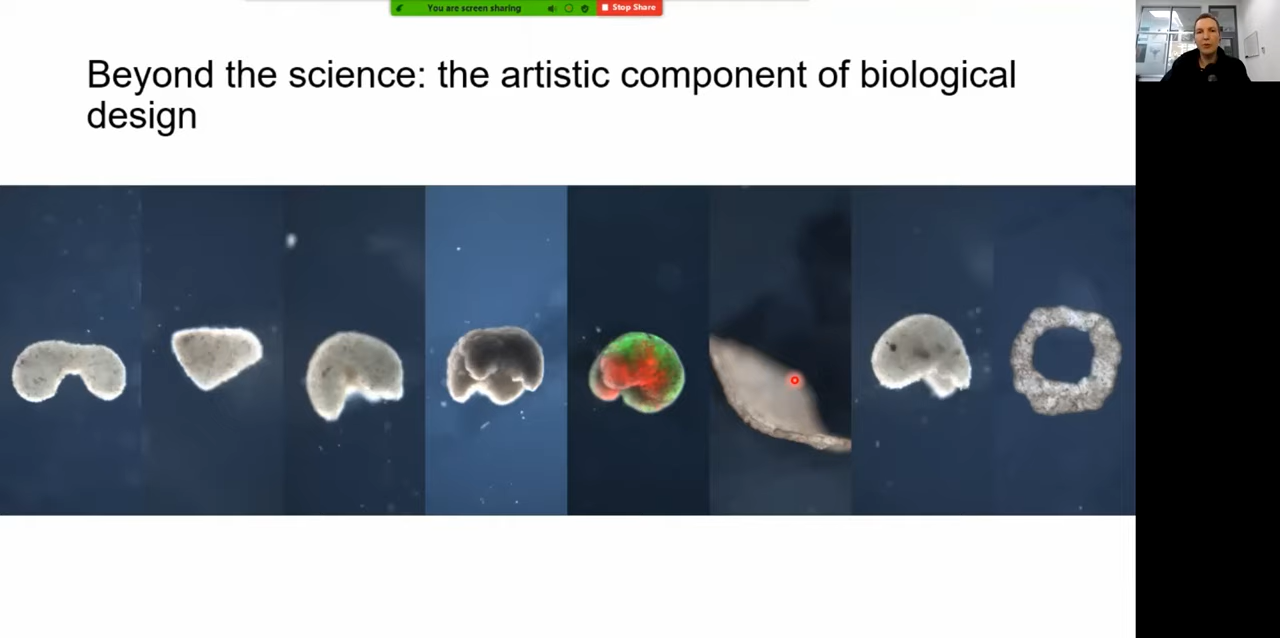 You are screen sharing
Stop Share
Beyond the science: the artistic component of biological
design